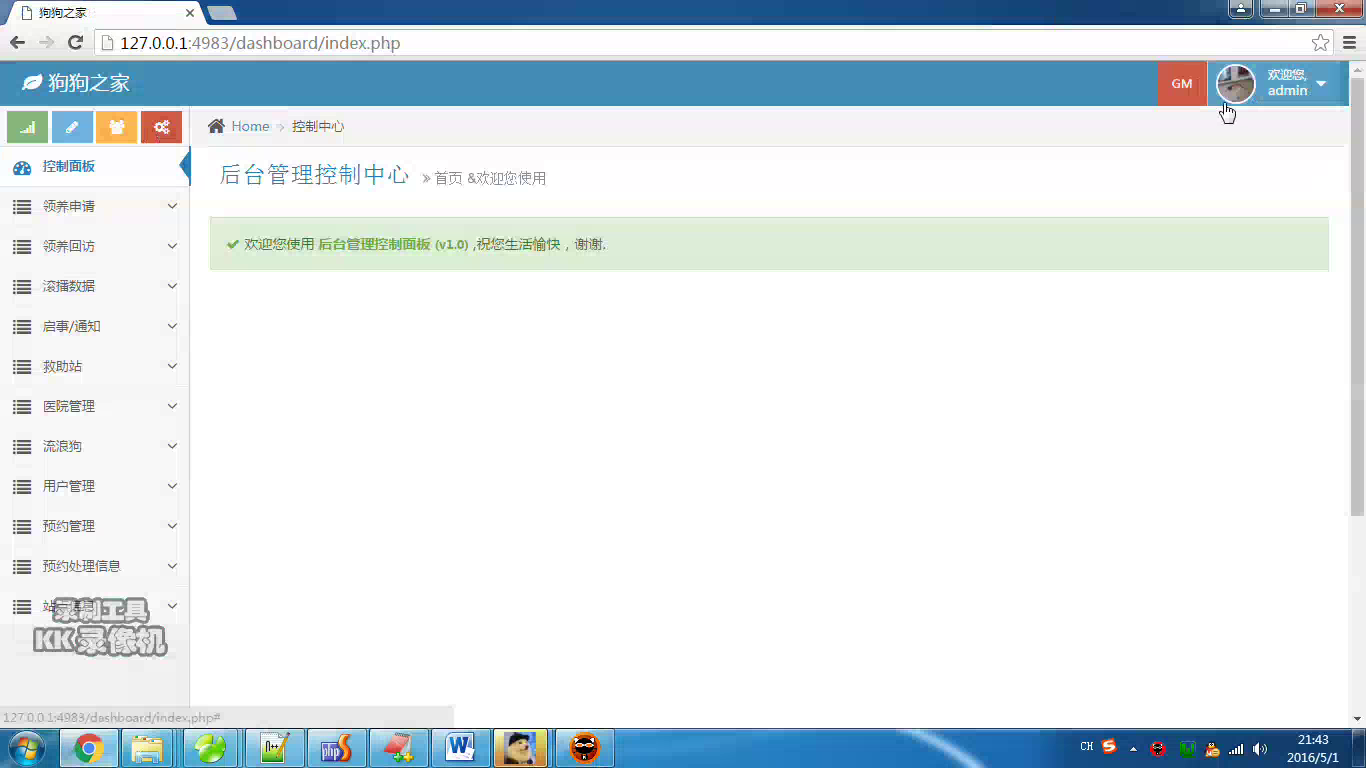 狗狗之家
127.0.0.1:4983/dashboard/index.php
狗狗之家
GM
欢迎您,
admin
Home
控制中心
控制面板
后台管理控制中心 » 首页 &欢迎您使用
领养申请
欢迎您使用 后台管理控制面板 (v1.0) ,祝您生活愉快，谢谢.
领养回访
滚播数据
启事/通知
救助站
医院管理
流浪狗
用户管理
预约管理
预约处理信息
录制工具
KK录像机
127.0.0.1:4983/dashboard/index.php#
CH
21:43
2016/5/1